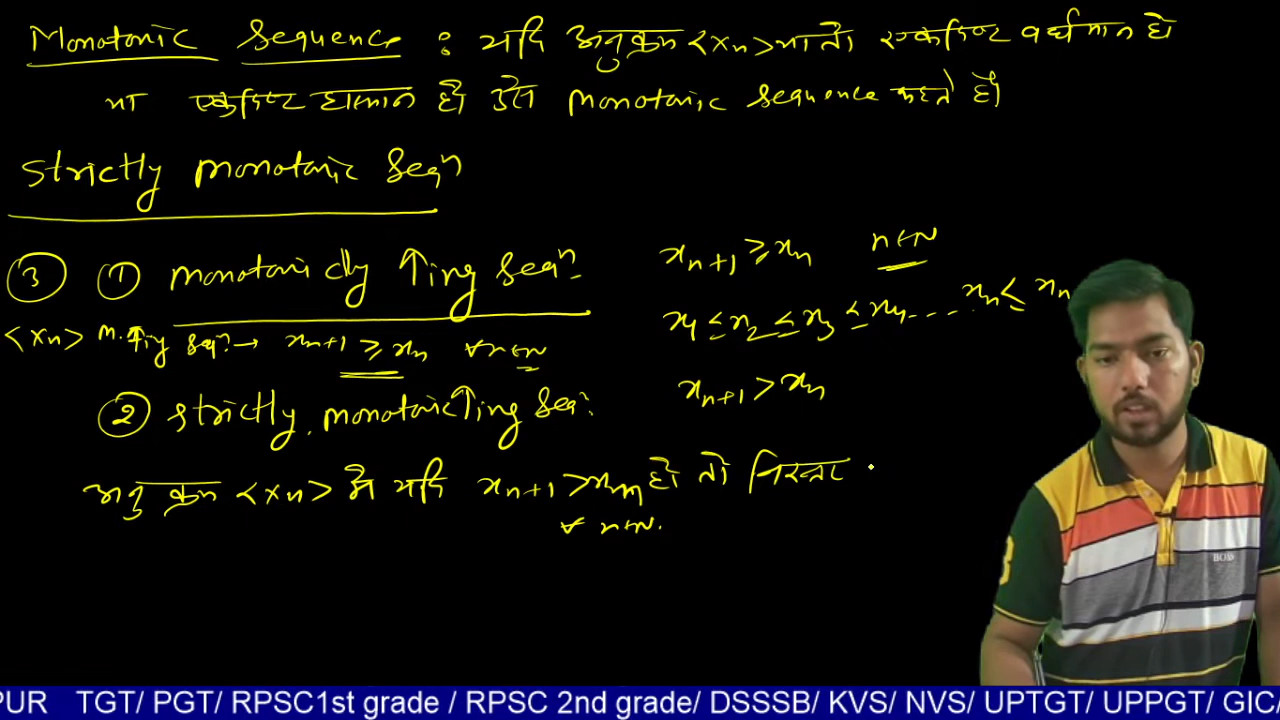 Monotonic Sequence : यदि अनुक्रम <xn> या तो एकदिष्ट वर्धमान हो
या एकदिष्ट ह्रासमान हो उसे monotonic sequence कहते हैं
Strictly monotonic Seqⁿ
③ ① monotonically ↑ing Seqⁿ. xn+1 ≥ xn n∈N
<xn> m.↑ing Seqⁿ → xn+1 ≥ xn ∀ n∈N x1 ≤ x2 ≤ x3 ≤ x4 .... xn ≤ xn
② strictly monotonic ↑ing Seqⁿ. xn+1 > xn
अनुक्रम <xn> में यदि xn+1 > xn हो तो निरन्तर
∀ n∈N.
BOSS
PUR TGT/ PGT/ RPSC1st grade / RPSC 2nd grade/ DSSSB/ KVS/ NVS/ UPTGT/ UPPGT/ GIC/